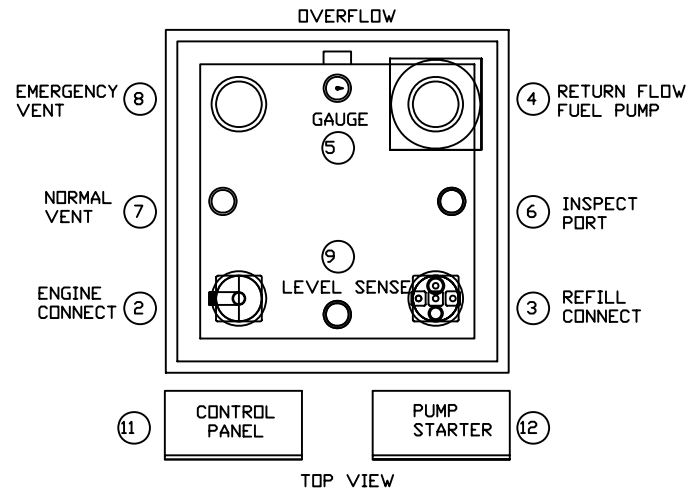 OVERFLOW
EMERGENCY
VENT
8
GAUGE
5
4
RETURN FLOW
FUEL PUMP
NORMAL
VENT
7
6
INSPECT
PORT
9
LEVEL SENSE
ENGINE
CONNECT
2
3
REFILL
CONNECT
11
CONTROL
PANEL
PUMP
STARTER
12
TOP VIEW